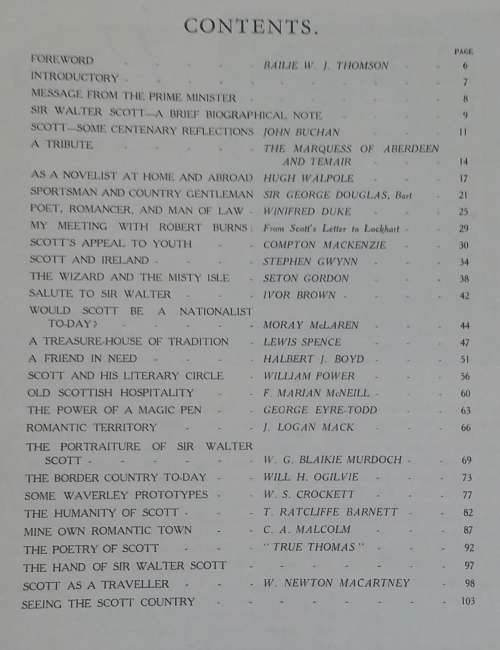 CONTENTS.
PAGE
FOREWORD - - - - - BAILIE W. J. THOMSON - - 6
INTRODUCTORY - - - - - - - - - - 7
MESSAGE FROM THE PRIME MINISTER - - - - - - - 8
SIR WALTER SCOTT—A BRIEF BIOGRAPHICAL NOTE - - - - 9
SCOTT—SOME CENTENARY REFLECTIONS JOHN BUCHAN - - - 11
A TRIBUTE - - - - - THE MARQUESS OF ABERDEEN
AND TEMAIR - - - 14
AS A NOVELIST AT HOME AND ABROAD HUGH WALPOLE - - - 17
SPORTSMAN AND COUNTRY GENTLEMAN SIR GEORGE DOUGLAS, Bart - - 21
POET, ROMANCER, AND MAN OF LAW - WINIFRED DUKE - - - 25
MY MEETING WITH ROBERT BURNS - From Scott's Letter to Lockhart - - 29
SCOTT'S APPEAL TO YOUTH - - COMPTON MACKENZIE - - - 30
SCOTT AND IRELAND - - - - STEPHEN GWYNN - - - 34
THE WIZARD AND THE MISTY ISLE - SETON GORDON - - - 38
SALUTE TO SIR WALTER - - - IVOR BROWN - - - - 42
WOULD SCOTT BE A NATIONALIST
TO-DAY? - - - - - MORAY McLAREN - - - 44
A TREASURE-HOUSE OF TRADITION - LEWIS SPENCE - - - 47
A FRIEND IN NEED - - - - HALBERT J. BOYD - - - 51
SCOTT AND HIS LITERARY CIRCLE - WILLIAM POWER - - - 56
OLD SCOTTISH HOSPITALITY - - F. MARIAN McNEILL - - - 60
THE POWER OF A MAGIC PEN - - GEORGE EYRE-TODD - - - 63
ROMANTIC TERRITORY - - - J. LOGAN MACK - - - 66
THE PORTRAITURE OF SIR WALTER
SCOTT - - - - - W. G. BLAIKIE MURDOCH - - 69
THE BORDER COUNTRY TO-DAY - - WILL H. OGILVIE - - - 73
SOME WAVERLEY PROTOTYPES - - W. S. CROCKETT - - - 77
THE HUMANITY OF SCOTT - - - T. RATCLIFFE BARNETT - - 82
MINE OWN ROMANTIC TOWN - - C. A. MALCOLM - - - 87
THE POETRY OF SCOTT - - - "TRUE THOMAS" - - - 92
THE HAND OF SIR WALTER SCOTT - - - - - - - 97
SCOTT AS A TRAVELLER - - - W. NEWTON MACARTNEY - - 98
SEEING THE SCOTT COUNTRY - - - - - - - - 103